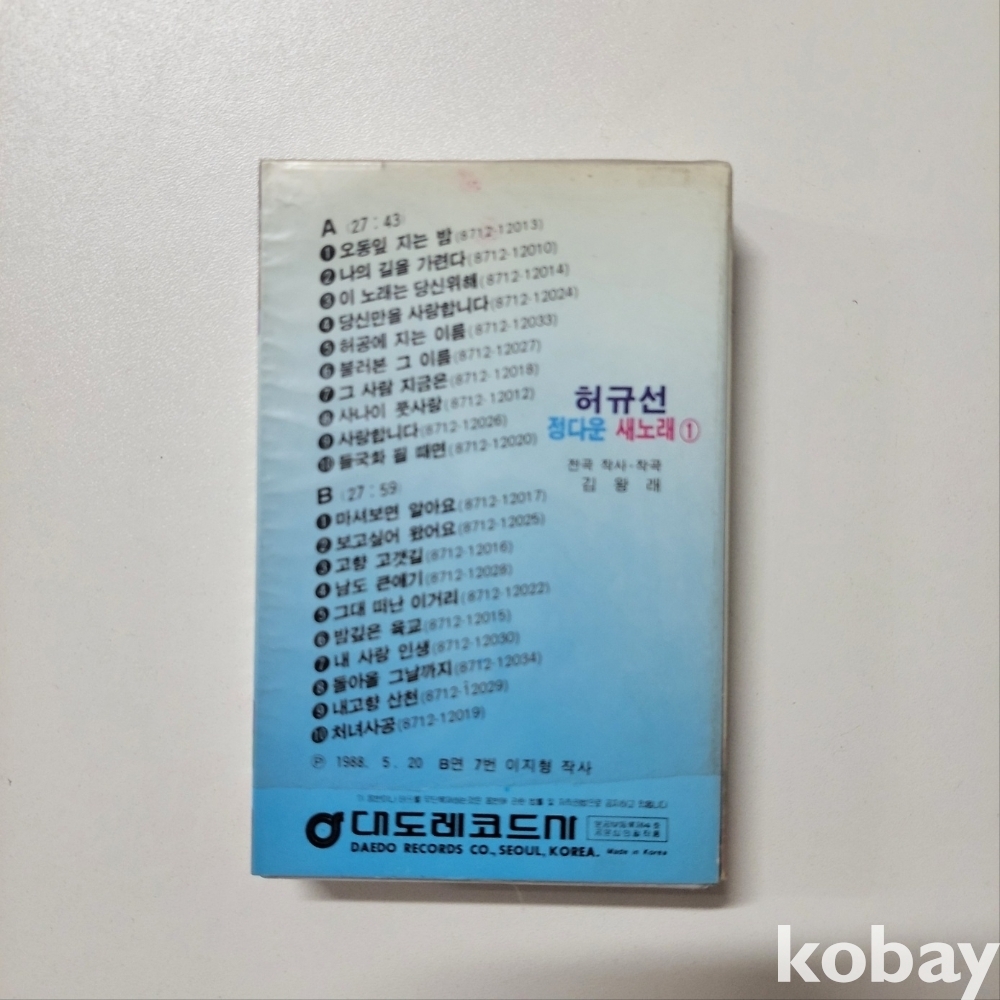 A (27:43)
❶ 오동잎 지는 밤 (8712-12013)
❷ 나의 길을 가련다 (8712-12010)
❸ 이 노래는 당신위해 (8712-12014)
❹ 당신만을 사랑합니다 (8712-12024)
❺ 허공에 지는 이름 (8712-12033)
❻ 불러본 그 이름 (8712-12027)
❼ 그 사람 지금은 (8712-12018)
❽ 사나이 풋사랑 (8712-12012)
❾ 사랑합니다 (8712-12026)
❿ 들국화 필 때면 (8712-12020)
허규선
정다운 새노래 ①
전곡 작사·작곡
김 왕 래
B (27:59)
❶ 마셔보면 알아요 (8712-12017)
❷ 보고싶어 왔어요 (8712-12025)
❸ 고향 고갯길 (8712-12016)
❹ 남도 큰애기 (8712-12028)
❺ 그대 떠난 이거리 (8712-12022)
❻ 밤깊은 육교 (8712-12015)
❼ 내 사랑 인생 (8712-12030)
❽ 돌아올 그날까지 (8712-12034)
❾ 내고향 산천 (8712-12029)
❿ 처녀사공 (8712-12019)
Ⓟ 1988. 5. 20 B면 7번 이지형 작사
대도레코드사
DAEDO RECORDS CO., SEOUL, KOREA. Made in Korea
kobay